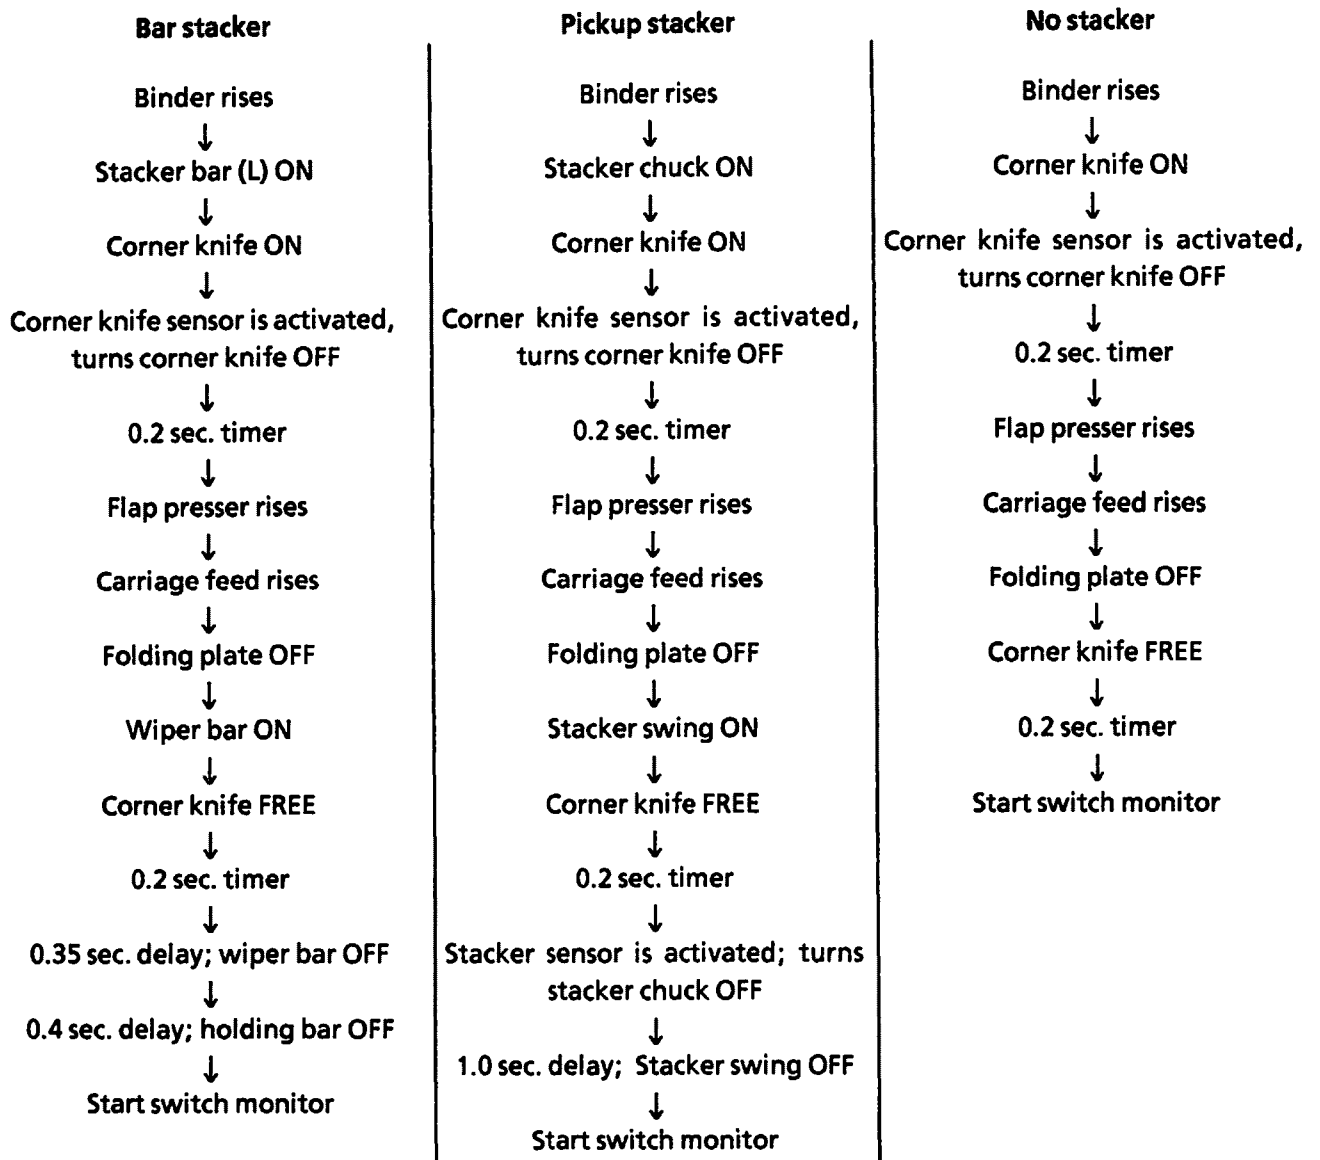 Bar stacker
Binder rises
↓
Stacker bar (L) ON
↓
Corner knife ON
↓
Corner knife sensor is activated,
turns corner knife OFF
↓
0.2 sec. timer
↓
Flap presser rises
↓
Carriage feed rises
↓
Folding plate OFF
↓
Wiper bar ON
↓
Corner knife FREE
↓
0.2 sec. timer
↓
0.35 sec. delay; wiper bar OFF
↓
0.4 sec. delay; holding bar OFF
↓
Start switch monitor
Pickup stacker
Binder rises
↓
Stacker chuck ON
↓
Corner knife ON
↓
Corner knife sensor is activated,
turns corner knife OFF
↓
0.2 sec. timer
↓
Flap presser rises
↓
Carriage feed rises
↓
Folding plate OFF
↓
Stacker swing ON
↓
Corner knife FREE
↓
0.2 sec. timer
↓
Stacker sensor is activated; turns
stacker chuck OFF
↓
1.0 sec. delay; Stacker swing OFF
↓
Start switch monitor
No stacker
Binder rises
↓
Corner knife ON
↓
Corner knife sensor is activated,
turns corner knife OFF
↓
0.2 sec. timer
↓
Flap presser rises
↓
Carriage feed rises
↓
Folding plate OFF
↓
Corner knife FREE
↓
0.2 sec. timer
↓
Start switch monitor